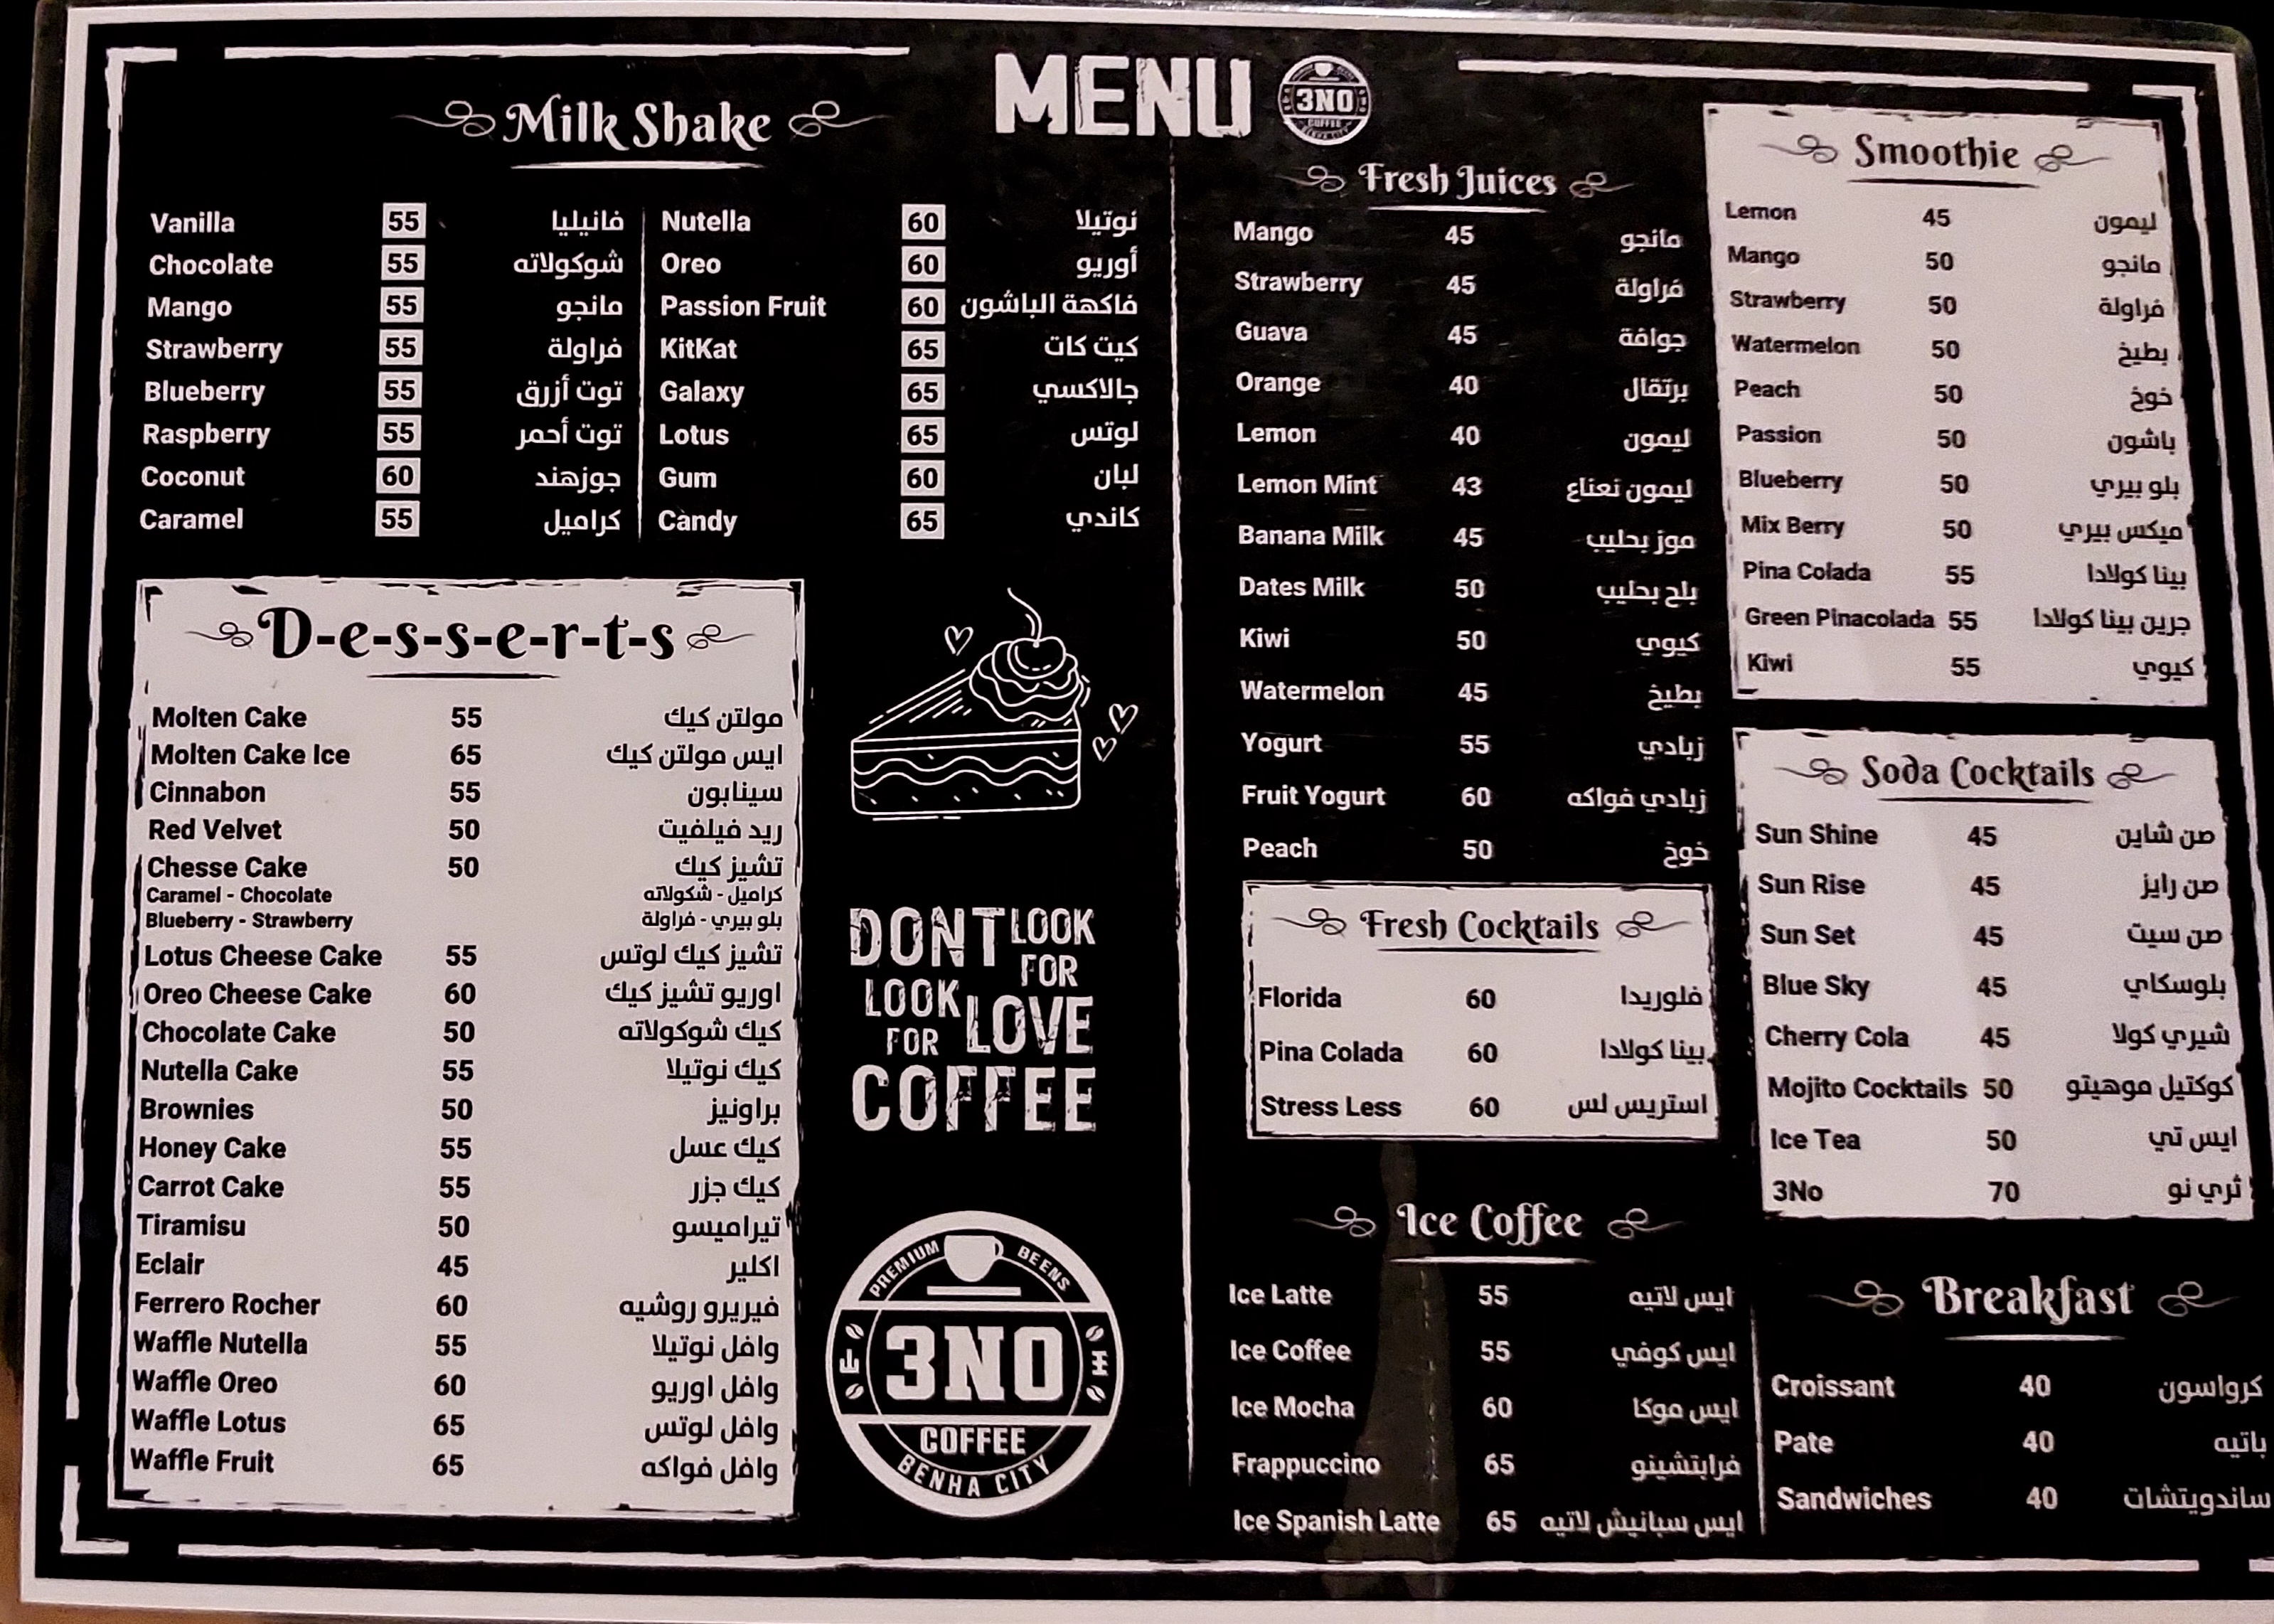 MENU
3NO
COFFEE
Milk Shake
Vanilla 55 فانيليا
Chocolate 55 شوكولاته
Mango 55 مانجو
Strawberry 55 فراولة
Blueberry 55 توت أزرق
Raspberry 55 توت أحمر
Coconut 60 جوزهند
Caramel 55 كراميل
Nutella 60 نوتيلا
Oreo 60 أوريو
Passion Fruit 60 فاكهة الباشون
KitKat 65 كيت كات
Galaxy 65 جالاكسي
Lotus 65 لوتس
Gum 60 لبان
Candy 65 كاندي
D-e-s-s-e-r-t-s
Molten Cake 55 مولتن كيك
Molten Cake Ice 65 ايس مولتن كيك
Cinnabon 55 سينابون
Red Velvet 50 ريد فيلفيت
Chesse Cake 50 تشيز كيك
Caramel - Chocolate كراميل - شكولاته
Blueberry - Strawberry بلو بيري - فراولة
Lotus Cheese Cake 55 تشيز كيك لوتس
Oreo Cheese Cake 60 اوريو تشيز كيك
Chocolate Cake 50 كيك شوكولاته
Nutella Cake 55 كيك نوتيلا
Brownies 50 براونيز
Honey Cake 55 كيك عسل
Carrot Cake 55 كيك جزر
Tiramisu 50 تيراميسو
Eclair 45 اكلير
Ferrero Rocher 60 فيريرو روشيه
Waffle Nutella 55 وافل نوتيلا
Waffle Oreo 60 وافل اوريو
Waffle Lotus 65 وافل لوتس
Waffle Fruit 65 وافل فواكه
DONT LOOK
FOR
LOVE
LOOK
FOR
COFFEE
PREMIUM BEENS
3NO
COFFEE
BENHA CITY
Fresh Juices
Mango 45 مانجو
Strawberry 45 فراولة
Guava 45 جوافة
Orange 40 برتقال
Lemon 40 ليمون
Lemon Mint 43 ليمون نعناع
Banana Milk 45 موز بحليب
Dates Milk 50 بلح بحليب
Kiwi 50 كيوي
Watermelon 45 بطيخ
Yogurt 55 زبادي
Fruit Yogurt 60 زبادي فواكه
Peach 50 خوخ
Fresh Cocktails
Florida 60 فلوريدا
Pina Colada 60 بينا كولادا
Stress Less 60 استريس لس
Ice Coffee
Ice Latte 55 ايس لاتيه
Ice Coffee 55 ايس كوفي
Ice Mocha 60 ايس موكا
Frappuccino 65 فرابتشينو
Ice Spanish Latte 65 ايس سبانيش لاتيه
Smoothie
Lemon 45 ليمون
Mango 50 مانجو
Strawberry 50 فراولة
Watermelon 50 بطيخ
Peach 50 خوخ
Passion 50 باشون
Blueberry 50 بلو بيري
Mix Berry 50 ميكس بيري
Pina Colada 55 بينا كولادا
Green Pinacolada 55 جرين بينا كولادا
Kiwi 55 كيوي
Soda Cocktails
Sun Shine 45 صن شاين
Sun Rise 45 صن رايز
Sun Set 45 صن سيت
Blue Sky 45 بلوسكاي
Cherry Cola 45 شيري كولا
Mojito Cocktails 50 كوكتيل موهيتو
Ice Tea 50 ايس تي
3No 70 ثري نو
Breakfast
Croissant 40 كرواسون
Pate 40 باتيه
Sandwiches 40 ساندويتشات